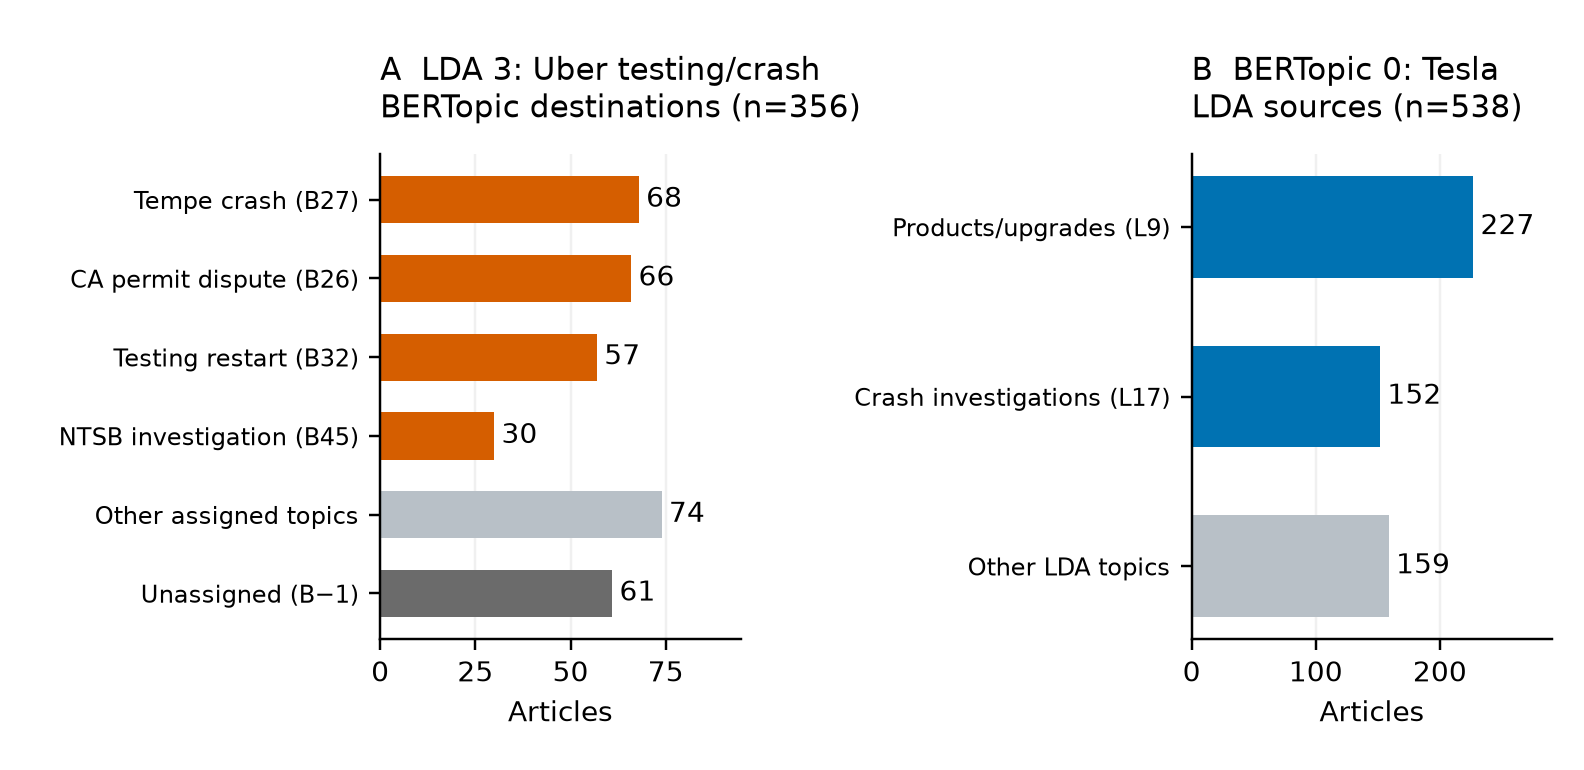 A  LDA 3: Uber testing/crash
BERTopic destinations (n=356)
Tempe crash (B27)
68
CA permit dispute (B26)
66
Testing restart (B32)
57
NTSB investigation (B45)
30
Other assigned topics
74
Unassigned (B−1)
61
0 25 50 75
Articles
B  BERTopic 0: Tesla
LDA sources (n=538)
Products/upgrades (L9)
227
Crash investigations (L17)
152
Other LDA topics
159
0 100 200
Articles